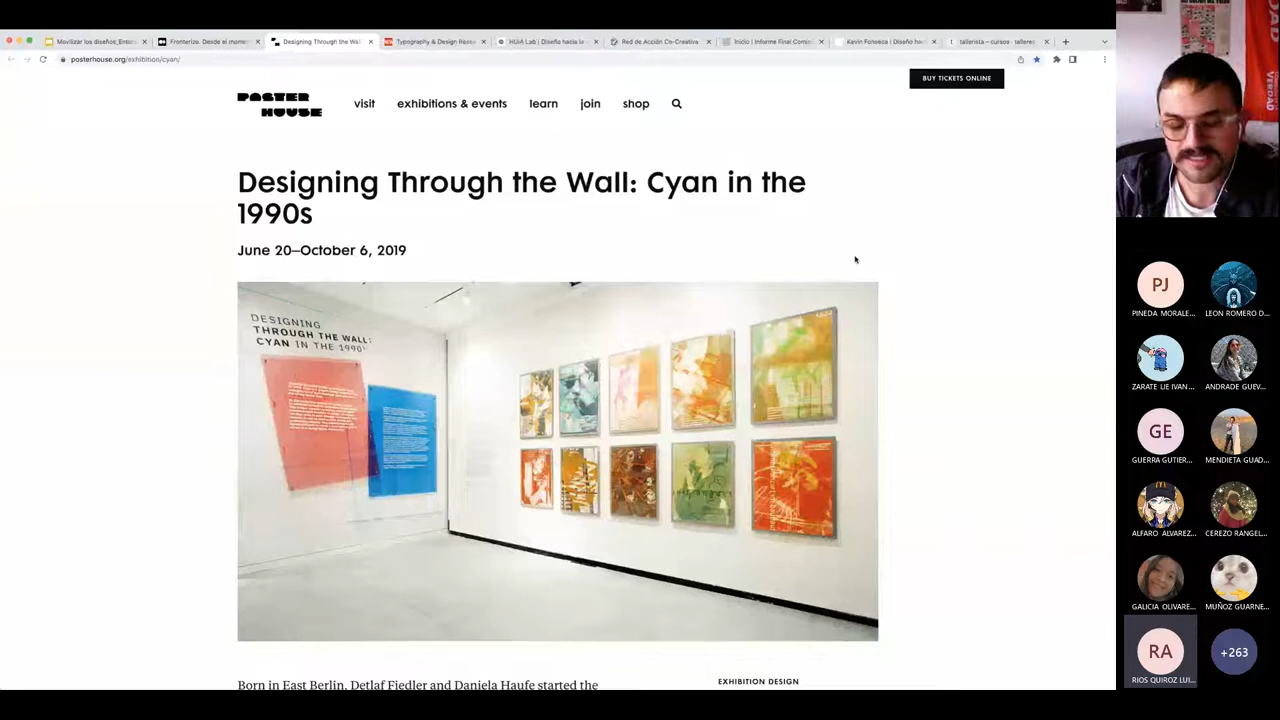 Movilizar los diseños_Ento
Fronterizo. Desde el mome
Designing Through the Wal
Typography & Design Rese
HUiA Lab | Diseño hacia la
Red de Acción Co-Creativa
Inicio | Informe Final Comis
Kevin Fonseca | Diseño ho
tallerista – cursos · talleres
posterhouse.org/exhibition/cyan/
BUY TICKETS ONLINE
POSTER
HOUSE
visit
exhibitions & events
learn
join
shop
Designing Through the Wall: Cyan in the
1990s
June 20–October 6, 2019
DESIGNING
THROUGH THE WALL:
CYAN IN THE 1990s
Born in East Berlin, Detlaf Fiedler and Daniela Haufe started the
EXHIBITION DESIGN
VERDAD
PJ
PINEDA MORALE...
LEON ROMERO D...
ZARATE LIE IVAN ...
ANDRADE GUEV...
GE
GUERRA GUTIER...
MENDIETA GUAD...
ALFARO ALVAREZ...
CEREZO RANGEL...
GALICIA OLIVARE...
MUÑOZ GUARNE...
RA
RIOS QUIROZ LUI...
+263